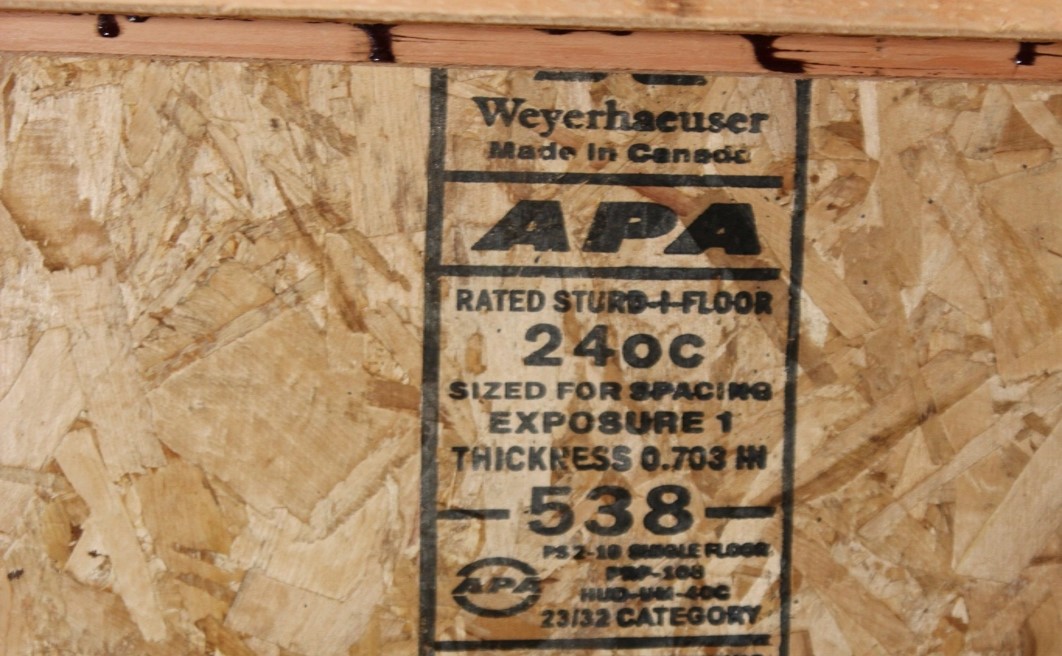 Weyerhaeuser
Made in Canada
APA
RATED STURD-I-FLOOR
24OC
SIZED FOR SPACING
EXPOSURE 1
THICKNESS 0.703 IN
538
PS 2-10 SINGLE FLOOR
PRP-108
HUD-UM-40C
APA
23/32 CATEGORY